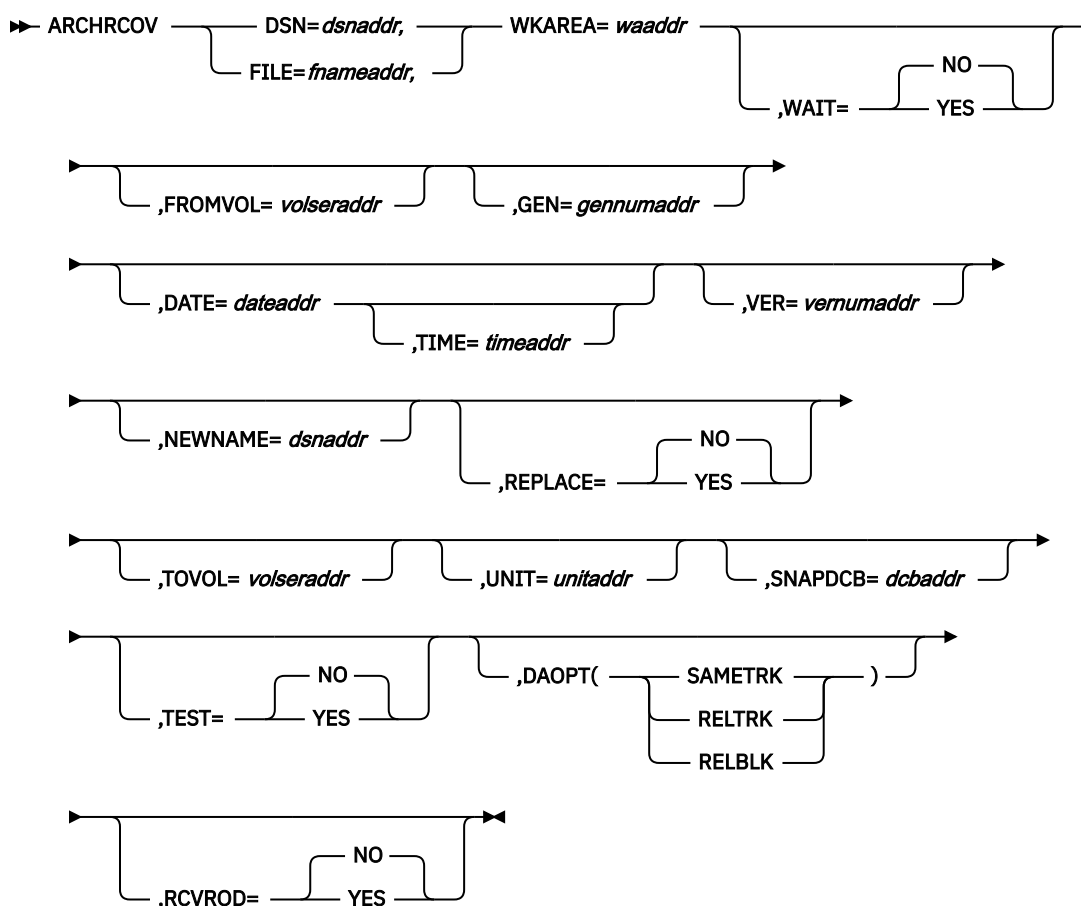 ARCHRCOV DSN= dsnaddr, WKAREA= waaddr
FILE= fnameaddr,
NO
,WAIT= YES
,FROMVOL= volseraddr ,GEN= gennumaddr
,DATE= dateaddr ,VER= vernumaddr
,TIME= timeaddr
,NEWNAME= dsnaddr NO
,REPLACE= YES
,TOVOL= volseraddr ,UNIT= unitaddr ,SNAPDCB= dcbaddr
NO ,DAOPT( SAMETRK )
,TEST= YES RELTRK
RELBLK
NO
,RCVROD= YES